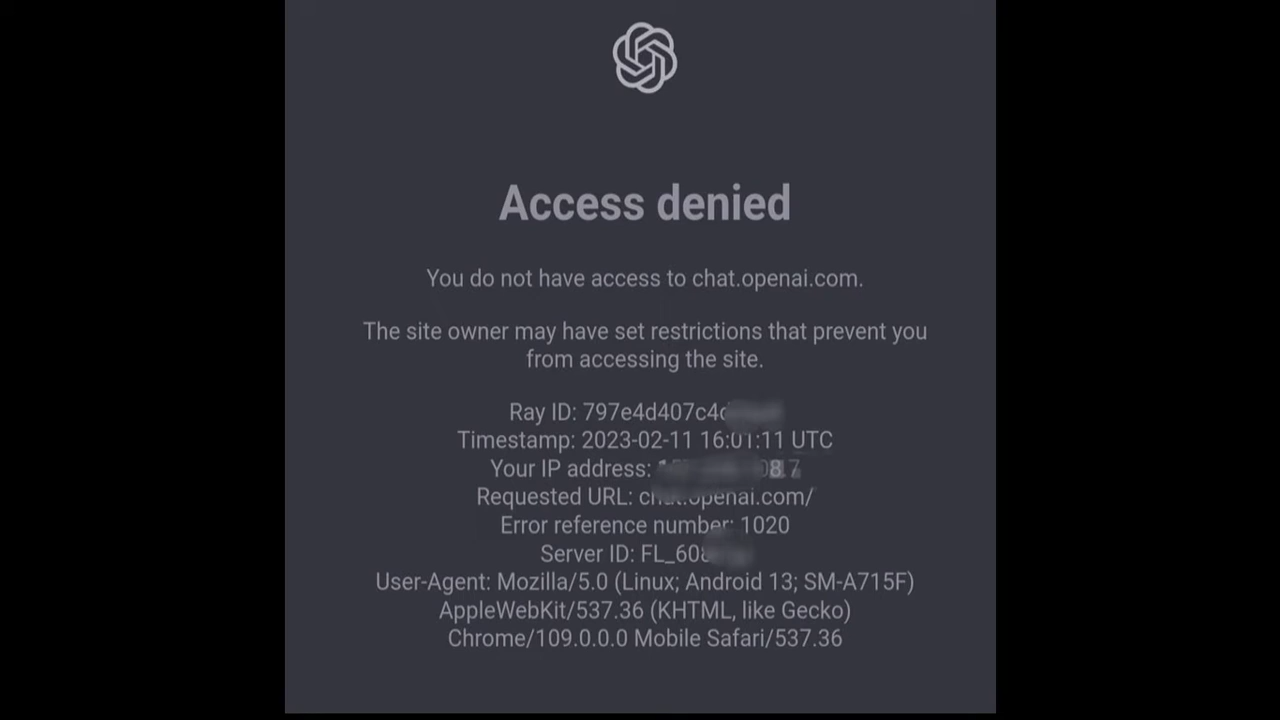 Access denied
You do not have access to chat.openai.com.
The site owner may have set restrictions that prevent you
from accessing the site.
Ray ID:
Timestamp: 2023-02-11 16:01:11 UTC
Your IP address:
Requested URL: chat.openai.com/
Error reference number: 1020
Server ID:
User-Agent: Mozilla/5.0 (Linux; Android 13; SM-A715F)
AppleWebKit/537.36 (KHTML, like Gecko)
Chrome/109.0.0.0 Mobile Safari/537.36